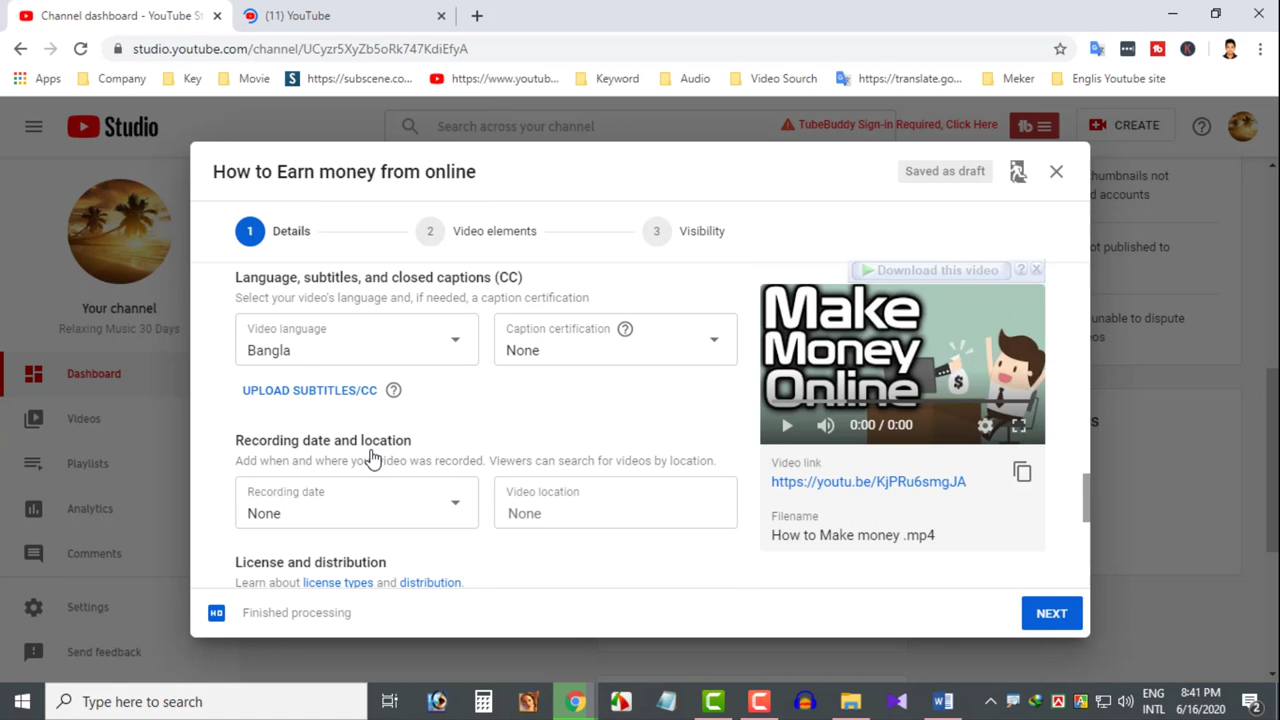 Channel dashboard - YouTube St
(11) YouTube
studio.youtube.com/channel/UCyzr5XyZb5oRk747KdiEfyA
Apps
Company
Key
Movie
S
https://subscene.co...
https://www.youtub...
Keyword
Audio
Video Sourch
https://translate.go...
Meker
Englis Youtube site
Studio
Search across your channel
TubeBuddy Sign-in Required, Click Here
tb
CREATE
How to Earn money from online
Saved as draft
1 Details
2 Video elements
3 Visibility
Your channel
Relaxing Music 30 Days
Dashboard
Videos
Playlists
Analytics
Comments
Settings
Send feedback
Language, subtitles, and closed captions (CC)
Select your video's language and, if needed, a caption certification
Video language
Bangla
Caption certification
None
UPLOAD SUBTITLES/CC
Recording date and location
Add when and where your video was recorded. Viewers can search for videos by location.
Recording date
None
Video location
None
License and distribution
Learn about license types and distribution.
Download this video
Make
Money
Online
$
0:00 / 0:00
Video link
https://youtu.be/KjPRu6smgJA
Filename
How to Make money .mp4
HD
Finished processing
NEXT
humbnails not
d accounts
not published to
unable to dispute
s
Type here to search
ENG
INTL
8:41 PM
6/16/2020
2